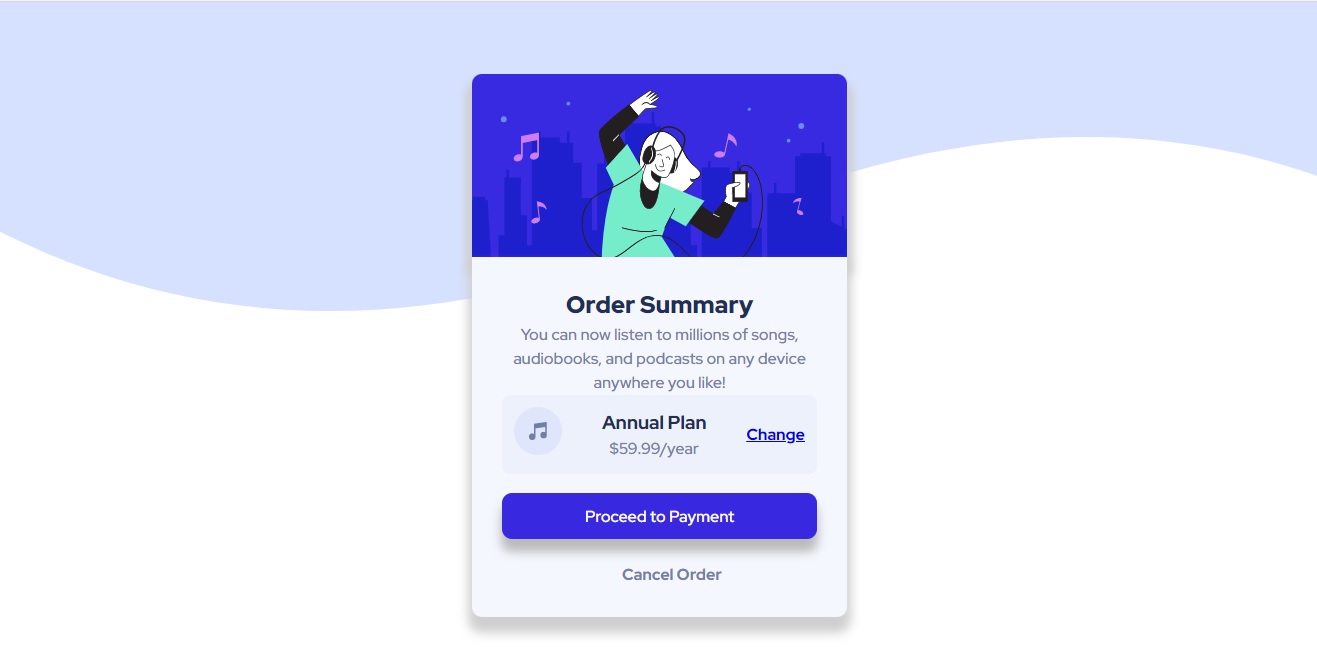 Order Summary
You can now listen to millions of songs,
audiobooks, and podcasts on any device
anywhere you like!
Annual Plan
$59.99/year
Change
Proceed to Payment
Cancel Order